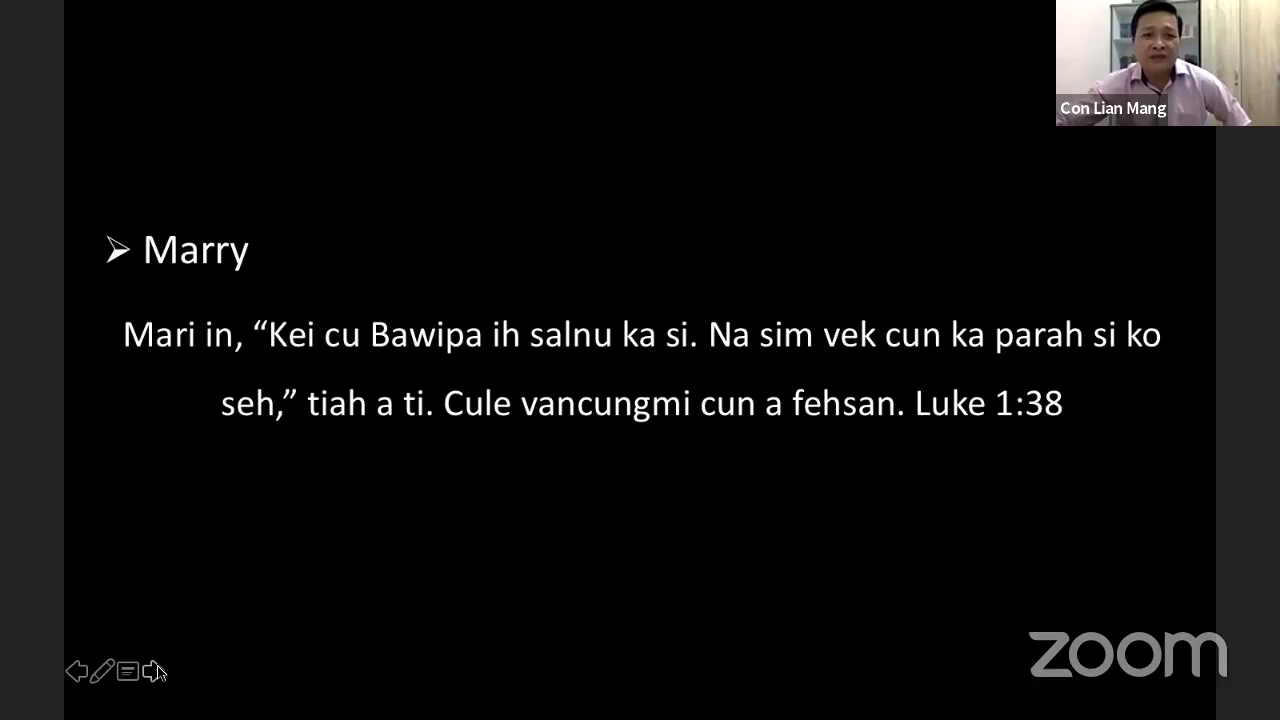 Con Lian Mang
➢ Marry
Mari in, “Kei cu Bawipa ih salnu ka si. Na sim vek cun ka parah si ko
seh,” tiah a ti. Cule vancungmi cun a fehsan. Luke 1:38
zoom